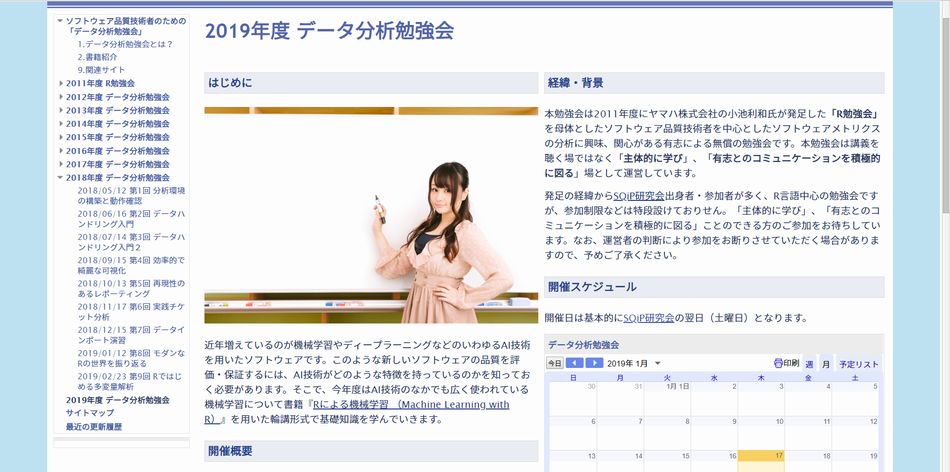 ソフトウェア品質技術者のための
「データ分析勉強会」
1.データ分析勉強会とは？
2.書籍紹介
9.関連サイト
2011年度 R勉強会
2012年度 データ分析勉強会
2013年度 データ分析勉強会
2014年度 データ分析勉強会
2015年度 データ分析勉強会
2016年度 データ分析勉強会
2017年度 データ分析勉強会
2018年度 データ分析勉強会
2018/05/12 第1回 分析環境
の構築と動作確認
2018/06/16 第2回 データハ
ンドリング入門
2018/07/14 第3回 データハ
ンドリング入門２
2018/09/15 第4回 効率的で
綺麗な可視化
2018/10/13 第5回 再現性の
あるレポーティング
2018/11/17 第6回 実践チケ
ット分析
2018/12/15 第7回 データイ
ンポート演習
2019/01/12 第8回 モダンな
Rの世界を振り返る
2019/02/23 第9回 Rではじ
める多変量解析
2019年度 データ分析勉強会
サイトマップ
最近の更新履歴
2019年度 データ分析勉強会
はじめに
近年増えているのが機械学習やディープラーニングなどのいわゆるAI技術
を用いたソフトウェアです。このような新しいソフトウェアの品質を評
価・保証するには、AI技術がどのような特徴を持っているのかを知ってお
く必要があります。そこで、今年度はAI技術のなかでも広く使われている
機械学習について書籍『Rによる機械学習 （Machine Learning with
R）』を用いた輪講形式で基礎知識を学んでいきます。
開催概要
経緯・背景
本勉強会は2011年度にヤマハ株式会社の小池利和氏が発足した「R勉強会」
を母体としたソフトウェア品質技術者を中心としたソフトウェアメトリクス
の分析に興味、関心がある有志による無償の勉強会です。本勉強会は講義を
聴く場ではなく「主体的に学び」、「有志とのコミュニケーションを積極的
に図る」場として運営しています。
発足の経緯からSQiP研究会出身者・参加者が多く、R言語中心の勉強会です
が、参加制限などは特段設けておりせん。「主体的に学び」、「有志とのコ
ミュニケーションを積極的に図る」ことのできる方のご参加をお待ちしてい
ます。なお、運営者の判断により参加をお断りさせていただく場合がありま
すので、予めご了承ください。
開催スケジュール
開催日は基本的にSQiP研究会の翌日（土曜日）となります。
データ分析勉強会
今日 2019年 1月 印刷 週 月 予定リスト
日 月 火 水 木 金 土
30 31 1月 1日 2 3 4 5
6 7 8 9 10 11 12
13 14 15 16 17 18 19